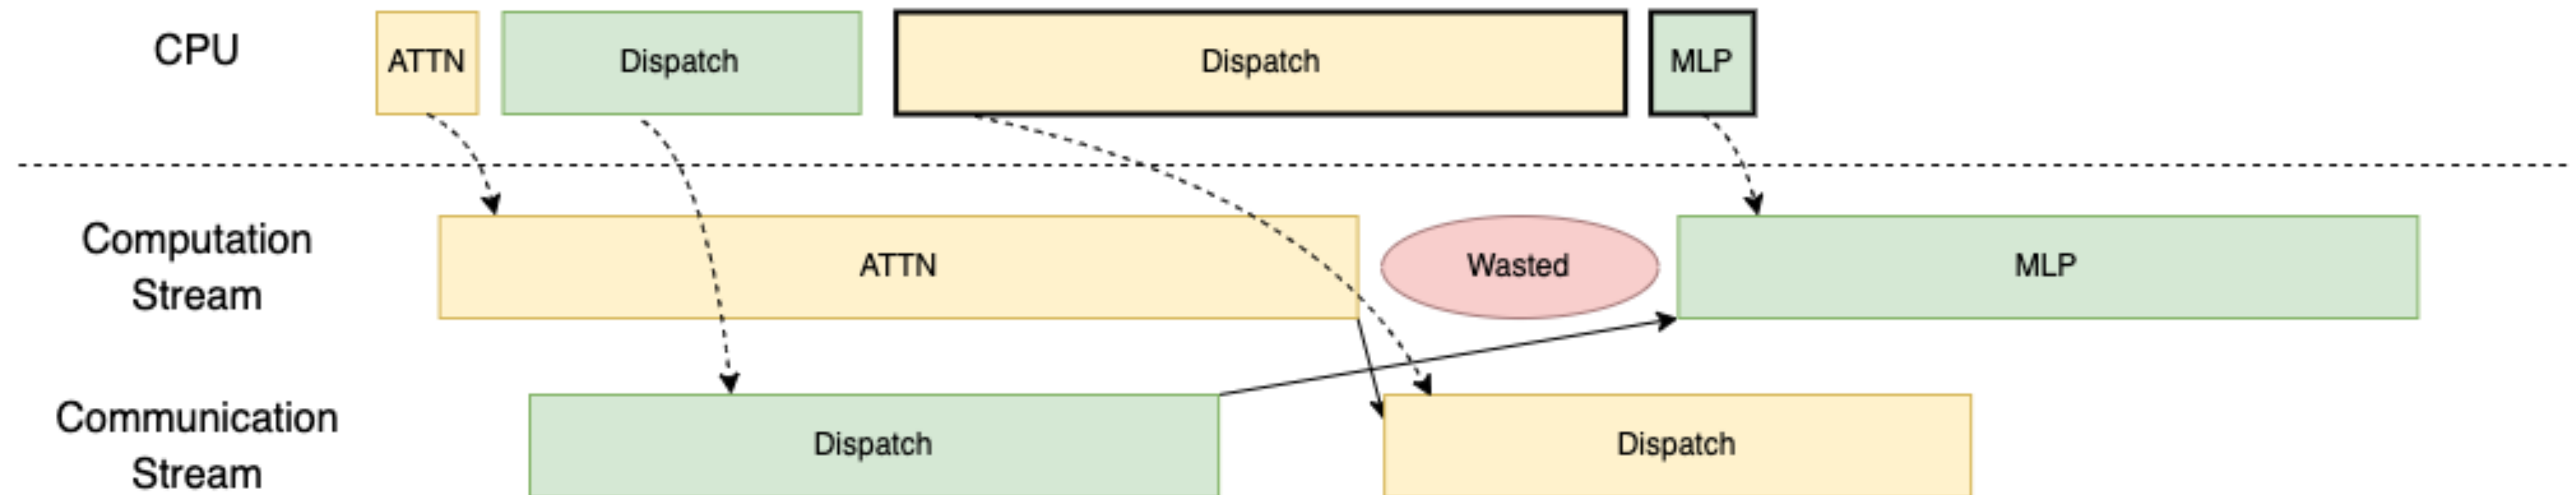 CPU
ATTN
Dispatch
Dispatch
MLP
Computation
Stream
ATTN
Wasted
MLP
Communication
Stream
Dispatch
Dispatch